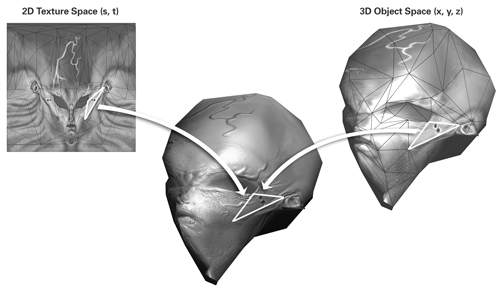 2D Texture Space (s, t)
3D Object Space (x, y, z)